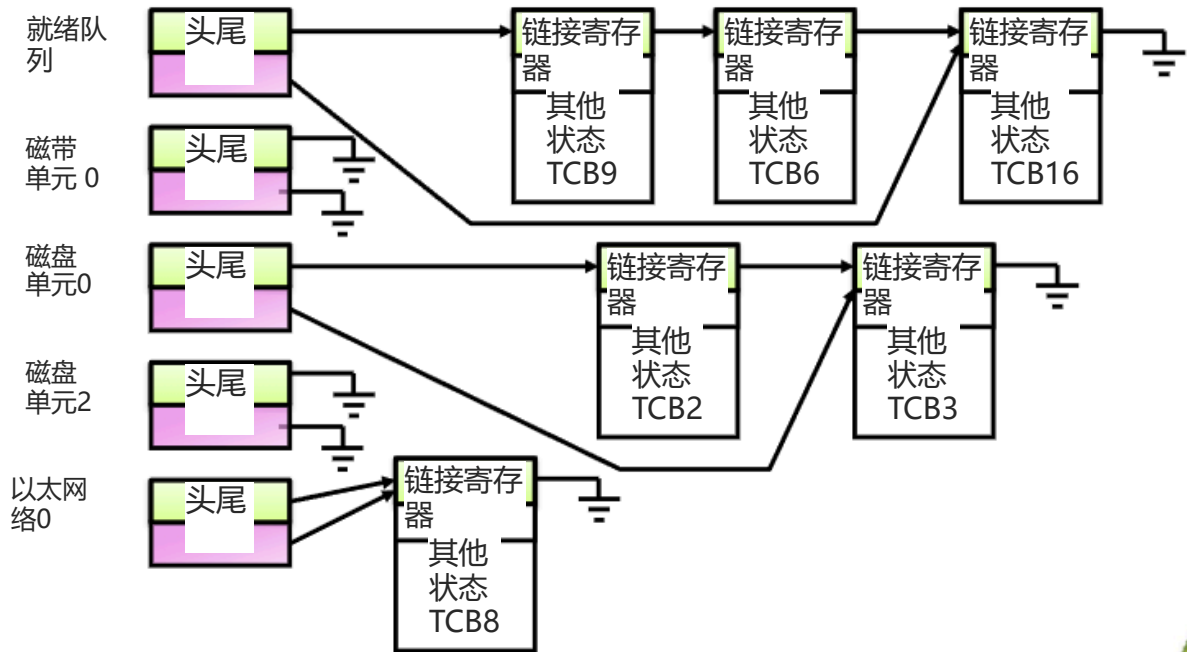 就绪队
列
头尾
链接寄存
器
其他
状态
TCB9
链接寄存
器
其他
状态
TCB6
链接寄存
器
其他
状态
TCB16
磁带
单元 0
头尾
磁盘
单元0
头尾
链接寄存
器
其他
状态
TCB2
链接寄存
器
其他
状态
TCB3
磁盘
单元2
头尾
以太网
络0
头尾
链接寄存
器
其他
状态
TCB8